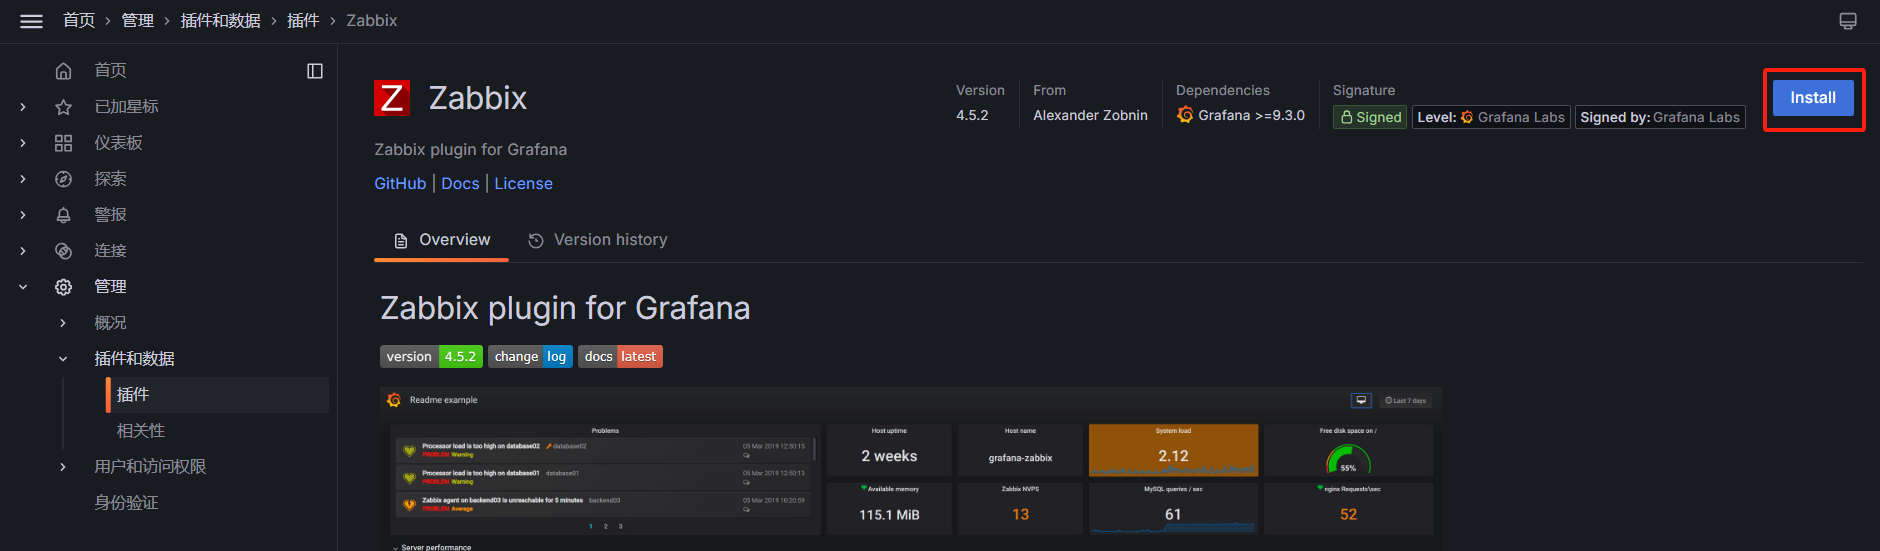 首页 › 管理 › 插件和数据 › 插件 › Zabbix
首页
已加星标
仪表板
探索
警报
连接
管理
概况
插件和数据
插件
相关性
用户和访问权限
身份验证
Z Zabbix
Version
4.5.2
From
Alexander Zobnin
Dependencies
Grafana >=9.3.0
Signature
Signed
Level: Grafana Labs
Signed by: Grafana Labs
Install
Zabbix plugin for Grafana
GitHub | Docs | License
Overview
Version history
Zabbix plugin for Grafana
version 4.5.2 change log docs latest
Readme example
Last 7 days
Problems
Processor load is too high on database02 database02
PROBLEM Warning
05 Mar 2019 12:50:15
Processor load is too high on database01 database01
PROBLEM Warning
05 Mar 2019 12:50:13
Zabbix agent on backend03 is unreachable for 5 minutes backend03
PROBLEM Average
05 Mar 2019 10:20:59
1 2 3
Host uptime
2 weeks
Host name
grafana-zabbix
System load
2.12
Free disk space on /
55%
Available memory
115.1 MiB
Zabbix NVPS
13
MySQL queries / sec
61
nginx Requests\sec
52
Server performance